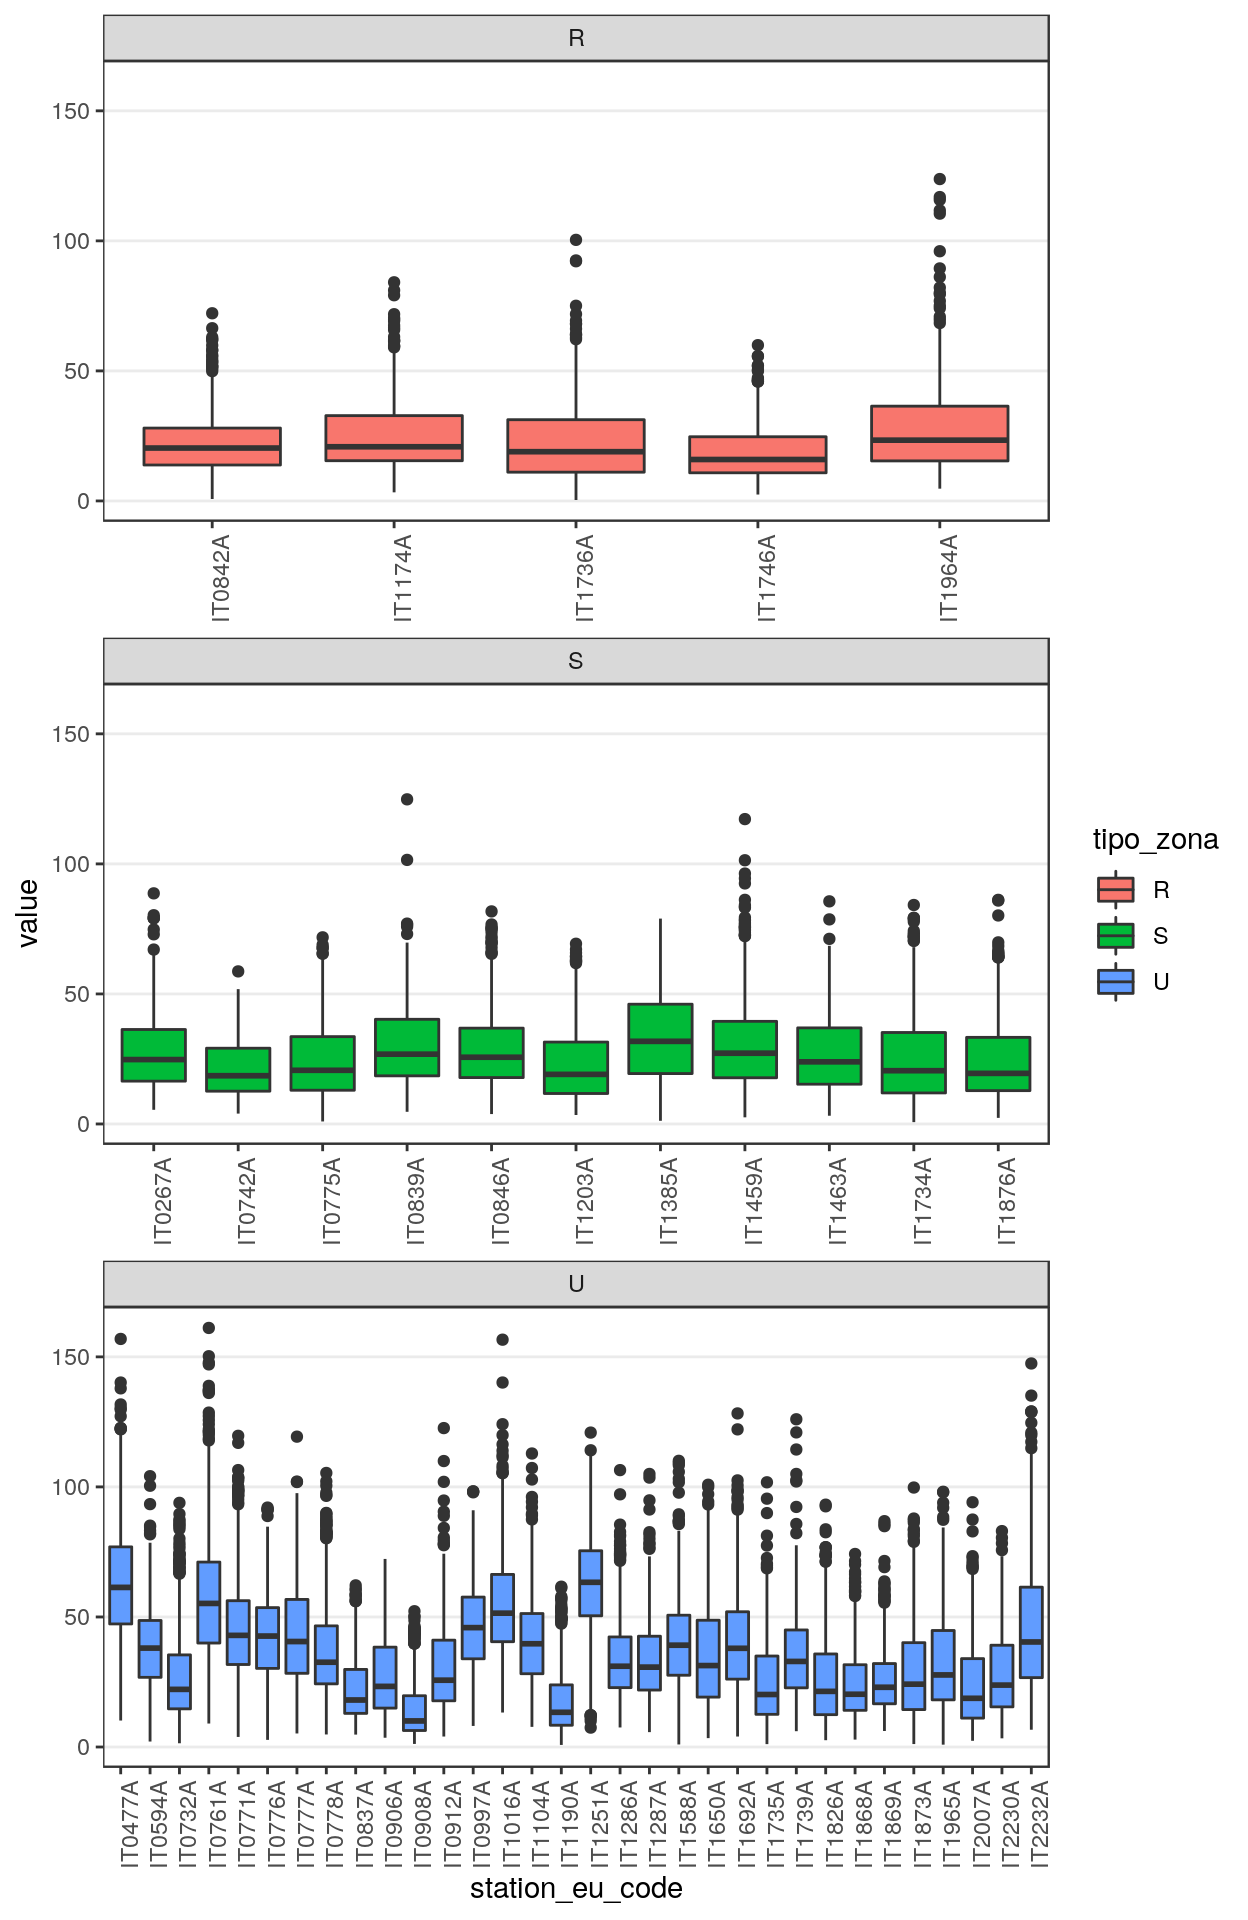 R
150
100
50
0
IT0842A
IT1174A
IT1736A
IT1746A
IT1964A
S
150
100
50
0
IT0267A
IT0742A
IT0775A
IT0839A
IT0846A
IT1203A
IT1385A
IT1459A
IT1463A
IT1734A
IT1876A
U
150
100
50
0
IT0477A
IT0594A
IT0732A
IT0761A
IT0771A
IT0776A
IT0777A
IT0778A
IT0837A
IT0906A
IT0908A
IT0912A
IT0997A
IT1016A
IT1104A
IT1190A
IT1251A
IT1286A
IT1287A
IT1588A
IT1650A
IT1692A
IT1735A
IT1739A
IT1826A
IT1868A
IT1869A
IT1873A
IT1965A
IT2007A
IT2230A
IT2232A
station_eu_code
value
tipo_zona
R
S
U